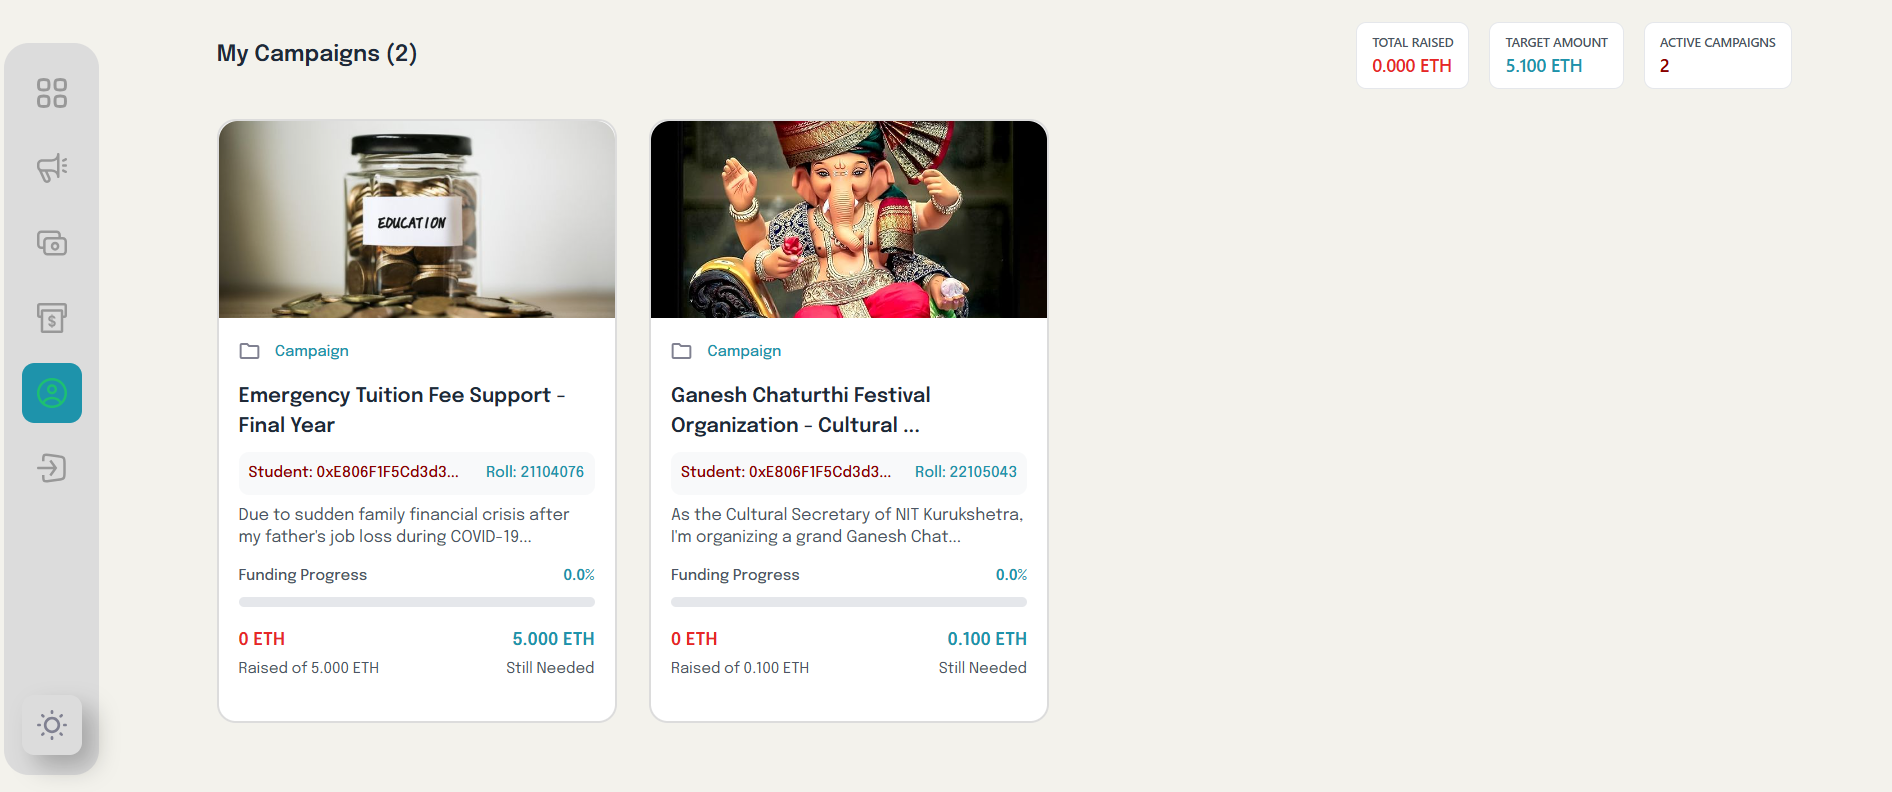 My Campaigns (2)
TOTAL RAISED
0.000 ETH
TARGET AMOUNT
5.100 ETH
ACTIVE CAMPAIGNS
2
EDUCATION
Campaign
Emergency Tuition Fee Support -
Final Year
Student: 0xE806F1F5Cd3d3... Roll: 21104076
Due to sudden family financial crisis after
my father's job loss during COVID-19...
Funding Progress 0.0%
0 ETH 5.000 ETH
Raised of 5.000 ETH Still Needed
Campaign
Ganesh Chaturthi Festival
Organization - Cultural ...
Student: 0xE806F1F5Cd3d3... Roll: 22105043
As the Cultural Secretary of NIT Kurukshetra,
I'm organizing a grand Ganesh Chat...
Funding Progress 0.0%
0 ETH 0.100 ETH
Raised of 0.100 ETH Still Needed